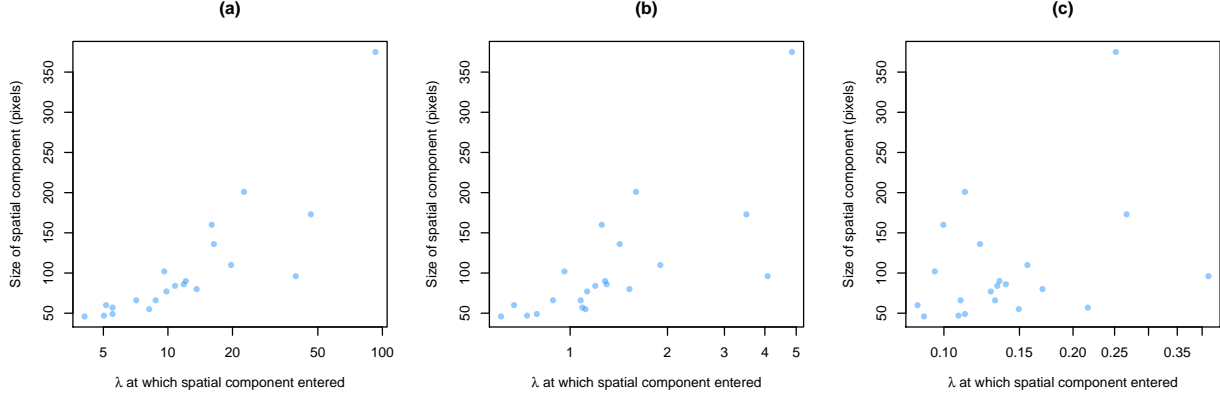 (a)
Size of spatial component (pixels)
50 100 150 200 250 300 350
5 10 20 50 100
λ at which spatial component entered
(b)
Size of spatial component (pixels)
50 100 150 200 250 300 350
1 2 3 4 5
λ at which spatial component entered
(c)
Size of spatial component (pixels)
50 100 150 200 250 300 350
0.10 0.15 0.20 0.25 0.35
λ at which spatial component entered